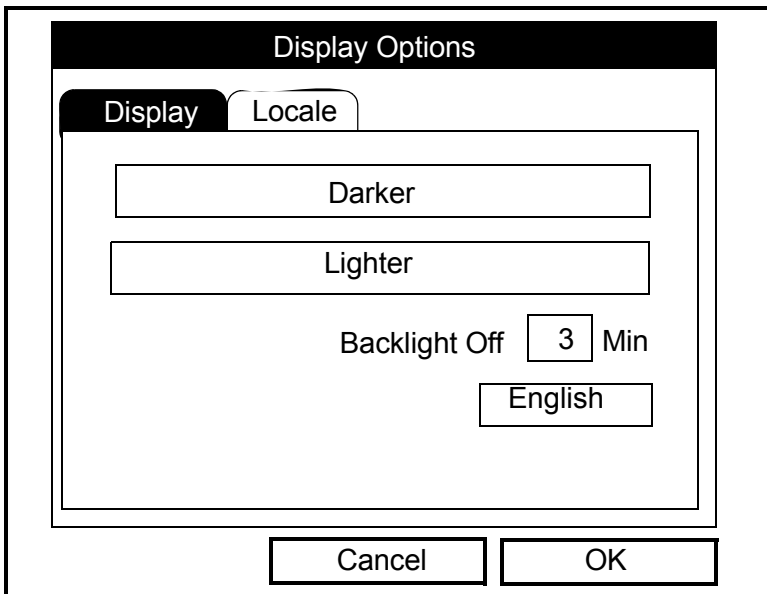 Display Options
Display Locale
Darker
Lighter
Backlight Off 3 Min
English
Cancel OK